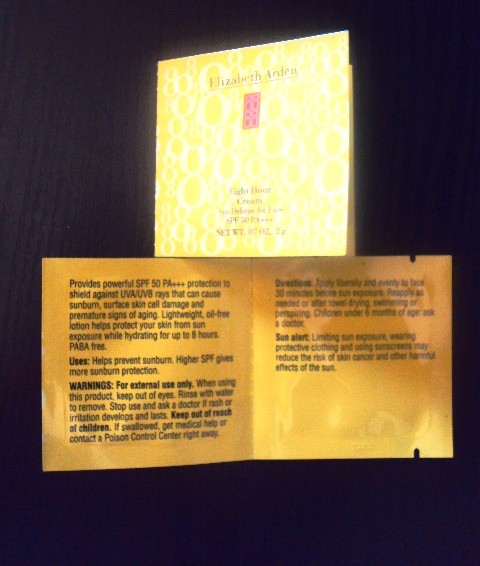 Elizabeth Arden
Eight Hour
Cream
Sun Defense for Face
SPF 50 PA+++
NET WT. .07 OZ. 2g
Provides powerful SPF 50 PA+++ protection to
shield against UVA/UVB rays that can cause
sunburn, surface skin cell damage and
premature signs of aging. Lightweight, oil-free
lotion helps protect your skin from sun
exposure while hydrating for up to 8 hours.
PABA free.
Uses: Helps prevent sunburn. Higher SPF gives
more sunburn protection.
WARNINGS: For external use only. When using
this product, keep out of eyes. Rinse with water
to remove. Stop use and ask a doctor if rash or
irritation develops and lasts. Keep out of reach
of children. If swallowed, get medical help or
contact a Poison Control Center right away.
Directions: Apply liberally and evenly to face
30 minutes before sun exposure. Reapply as
needed or after towel drying, swimming or
perspiring. Children under 6 months of age: ask
a doctor.
Sun alert: Limiting sun exposure, wearing
protective clothing and using sunscreens may
reduce the risk of skin cancer and other harmful
effects of the sun.